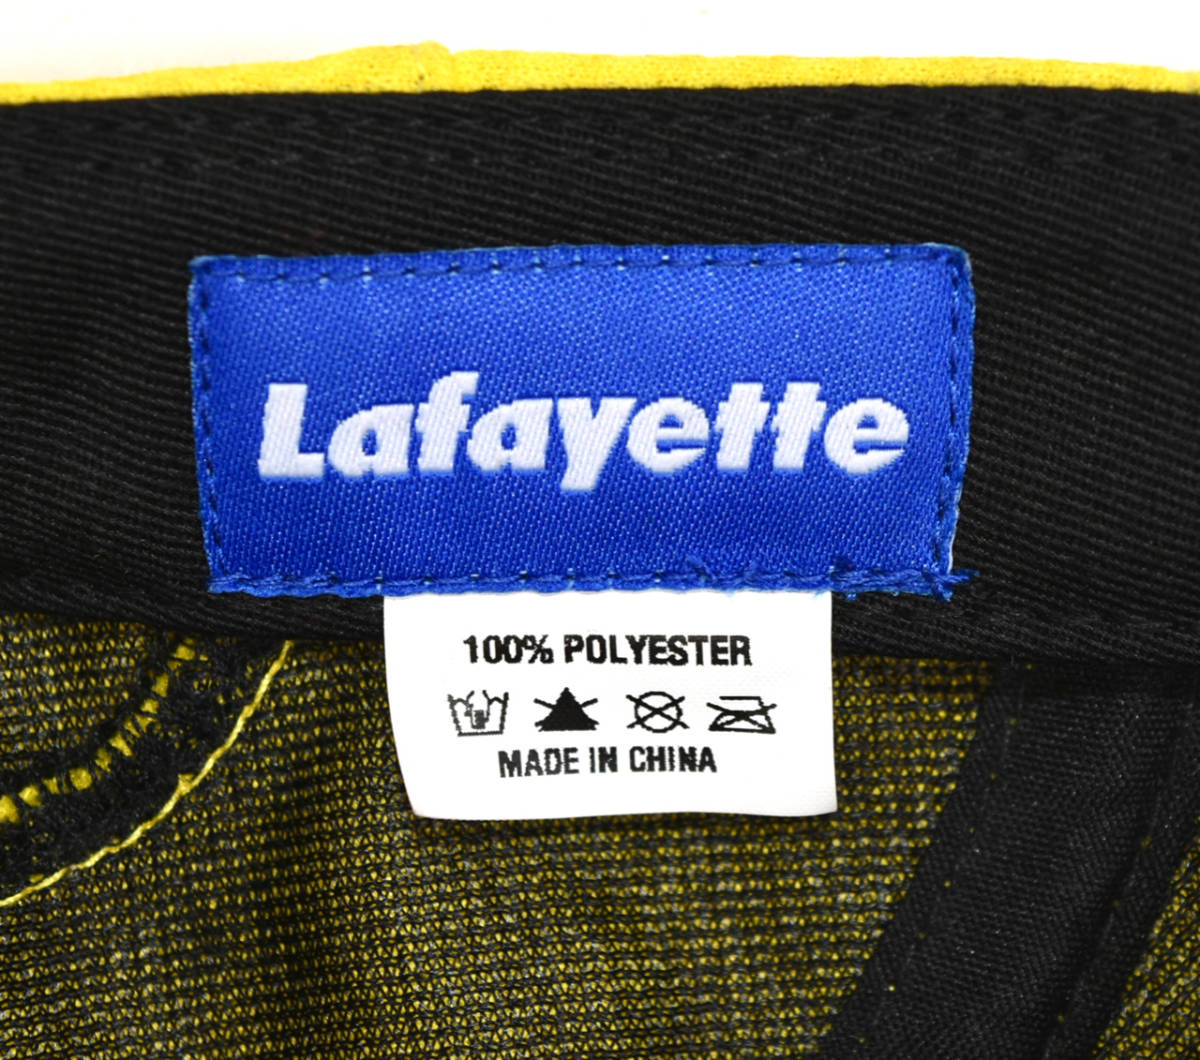 Lafayette
100% POLYESTER
MADE IN CHINA